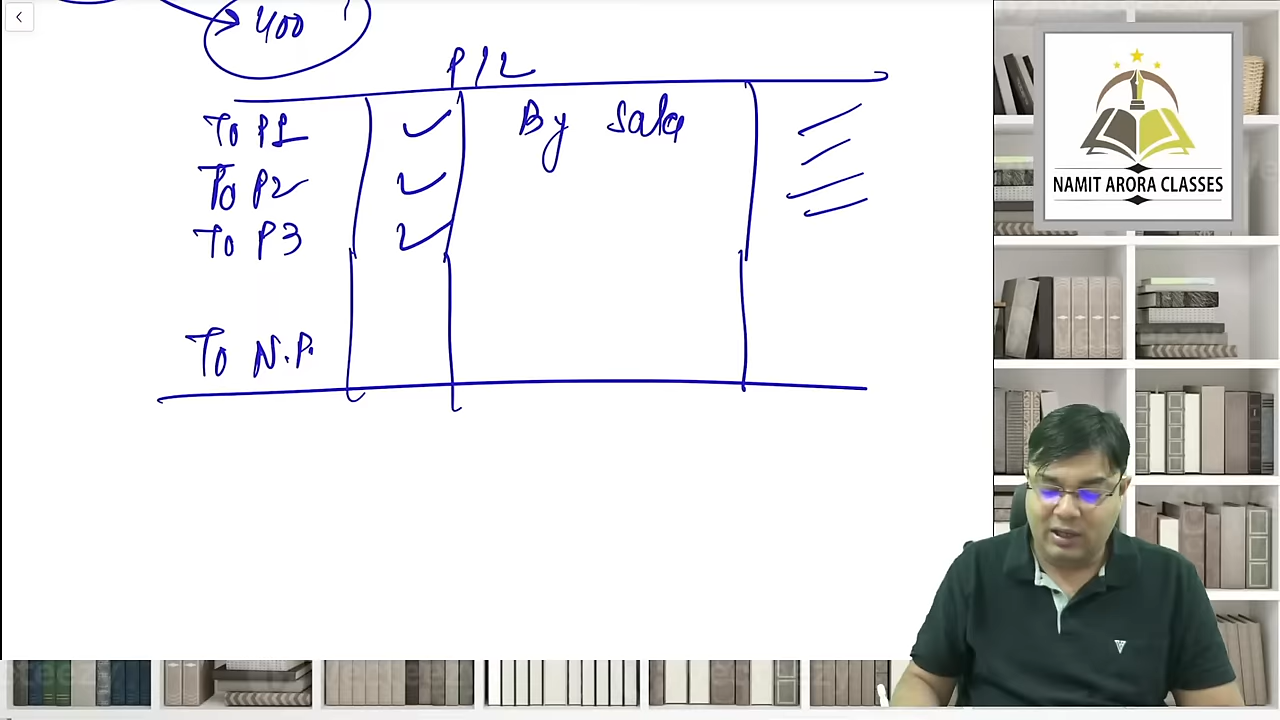 400
P/L
To P1 By Sale
To P2
To P3
To N.P.
NAMIT ARORA CLASSES